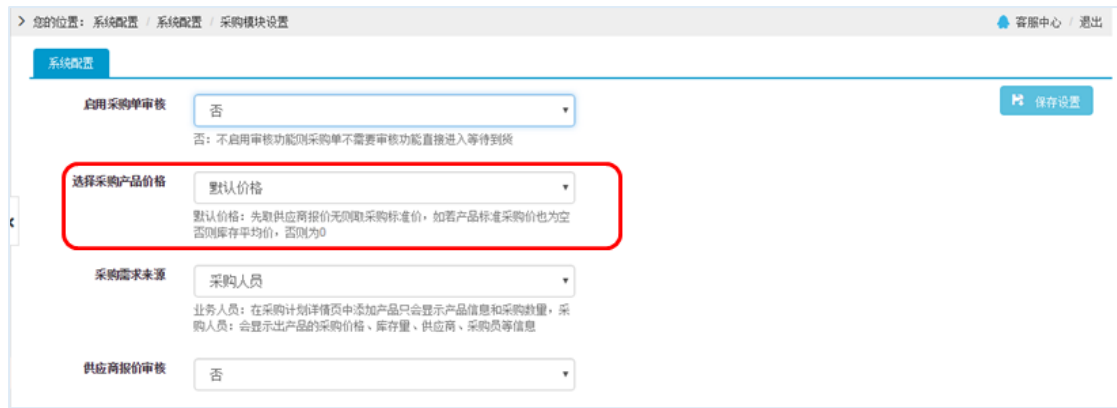 您的位置：系统配置 / 系统配置 / 采购模块设置
客服中心 / 退出
系统配置
启用采购单审核
否
保存设置
否：不启用审核功能则采购单不需要审核功能直接进入等待到货
选择采购产品价格
默认价格
默认价格：先取供应商报价无则取采购标准价，如若产品标准采购价也为空
否则库存平均价，否则为0
采购需求来源
采购人员
业务人员：在采购计划详情页中添加产品只会显示产品信息和采购数量，采
购人员：会显示出产品的采购价格、库存量、供应商、采购员等信息
供应商报价审核
否